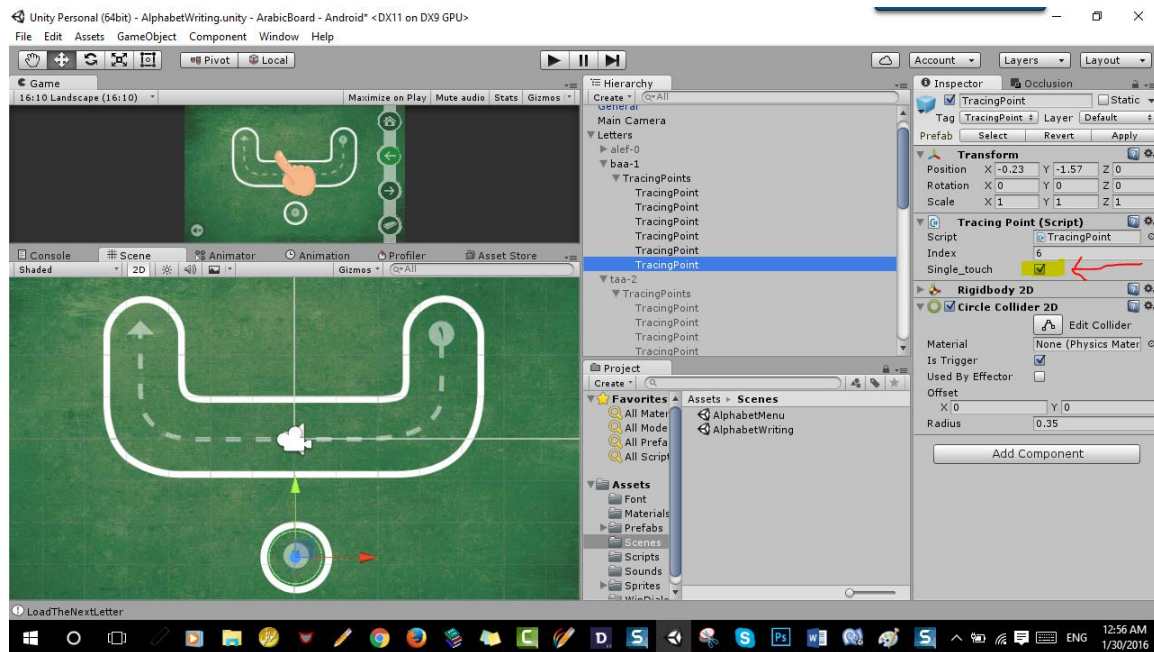 Unity Personal (64bit) - AlphabetWriting.unity - ArabicBoard - Android* <DX11 on DX9 GPU>
File Edit Assets GameObject Component Window Help
Pivot Local Account Layers Layout
Game
16:10 Landscape (16:10) Maximize on Play Mute audio Stats Gizmos
Console Scene Animator Animation Profiler Asset Store
Shaded 2D Gizmos All
LoadTheNextLetter
Hierarchy
Create All
General
Main Camera
Letters
alef-0
baa-1
TracingPoints
TracingPoint
TracingPoint
TracingPoint
TracingPoint
TracingPoint
TracingPoint
taa-2
TracingPoints
TracingPoint
TracingPoint
TracingPoint
TracingPoint
Project
Create
Favorites
All Mater
All Mode
All Prefa
All Script
Assets
Font
Materials
Prefabs
Scenes
Scripts
Sounds
Sprites
Assets Scenes
AlphabetMenu
AlphabetWriting
Inspector Occlusion
TracingPoint Static
Tag TracingPoint Layer Default
Prefab Select Revert Apply
Transform
Position X -0.23 Y -1.57 Z 0
Rotation X 0 Y 0 Z 0
Scale X 1 Y 1 Z 1
Tracing Point (Script)
Script TracingPoint
Index 6
Single_touch
Rigidbody 2D
Circle Collider 2D
Edit Collider
Material None (Physics Mater
Is Trigger
Used By Effector
Offset
X 0 Y 0
Radius 0.35
Add Component
ENG 12:56 AM
1/30/2016